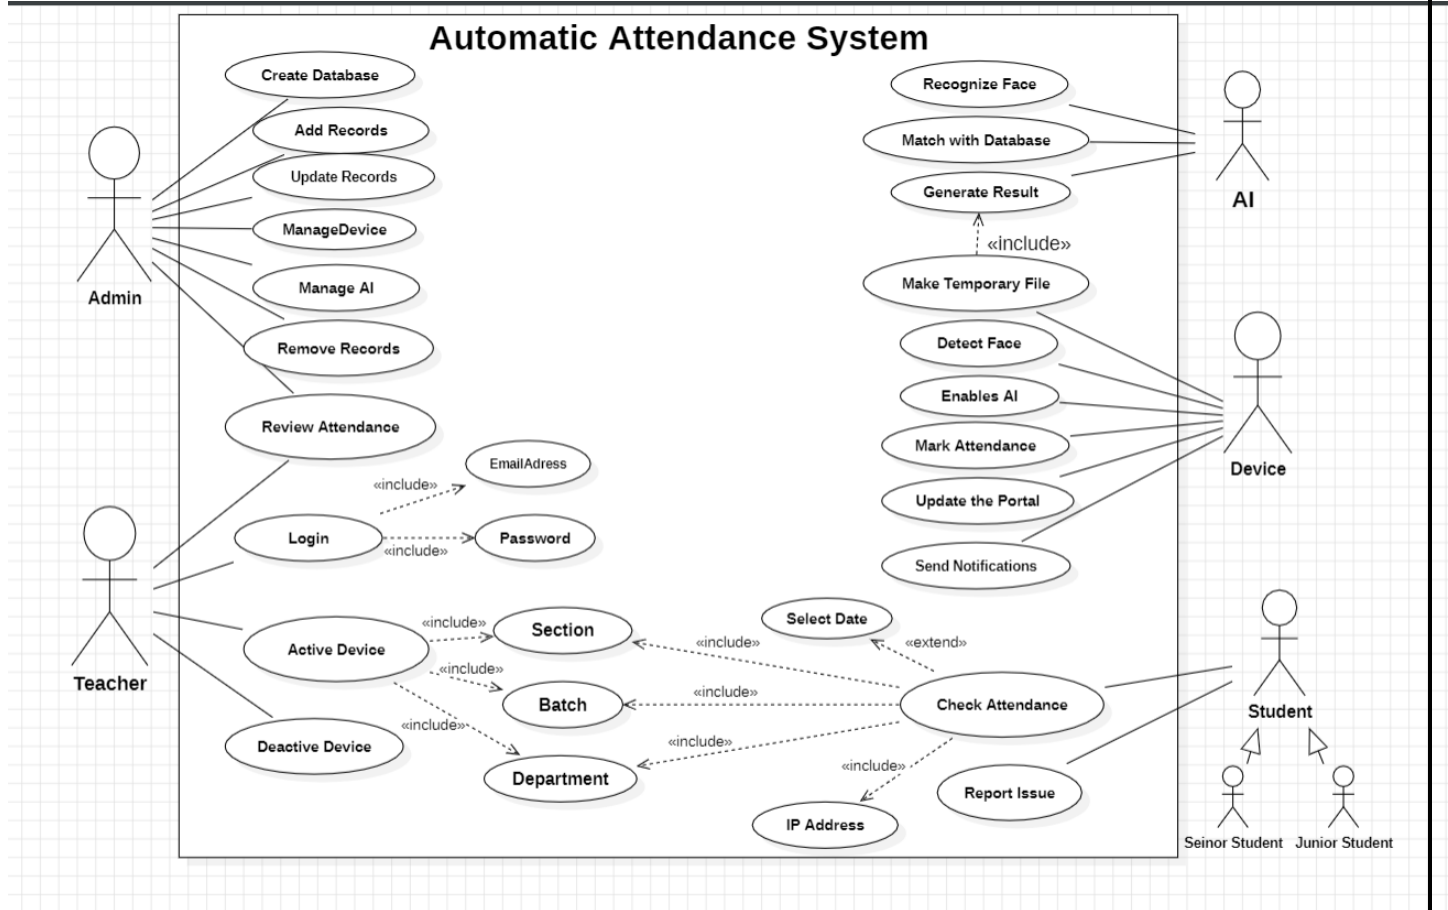 Automatic Attendance System
Create Database
Add Records
Update Records
ManageDevice
Manage AI
Remove Records
Review Attendance
Admin
Recognize Face
Match with Database
Generate Result
«include»
Make Temporary File
Detect Face
Enables AI
Mark Attendance
Update the Portal
Send Notifications
AI
Device
EmailAdress
«include»
Login
«include»
Password
Teacher
Active Device
«include»
Section
«include»
Batch
«include»
Department
Deactive Device
Select Date
«extend»
«include»
«include»
«include»
Check Attendance
«include»
IP Address
Report Issue
Student
Seinor Student
Junior Student